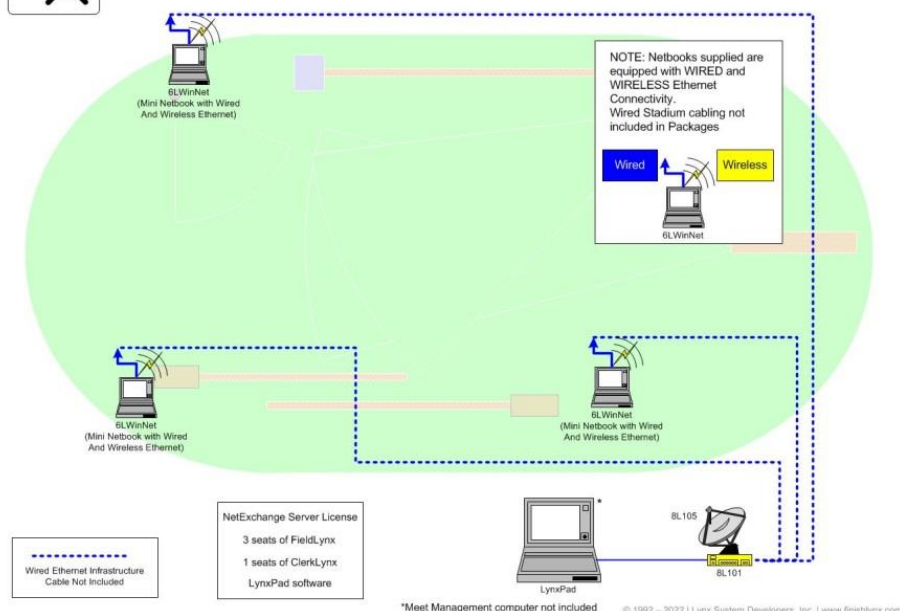 6LWinNet
(Mini Netbook with Wired
And Wireless Ethernet)
NOTE: Netbooks supplied are
equipped with WIRED and
WIRELESS Ethernet
Connectivity.
Wired Stadium cabling not
included in Packages
Wired
Wireless
6LWinNet
6LWinNet
(Mini Netbook with Wired
And Wireless Ethernet)
6LWinNet
(Mini Netbook with Wired
And Wireless Ethernet)
Wired Ethernet Infrastructure
Cable Not Included
NetExchange Server License
3 seats of FieldLynx
1 seats of ClerkLynx
LynxPad software
*
LynxPad
8L105
8L101
*Meet Management computer not included
© 1992 – 2022 | Lynx System Developers, Inc. | www.finishlynx.com